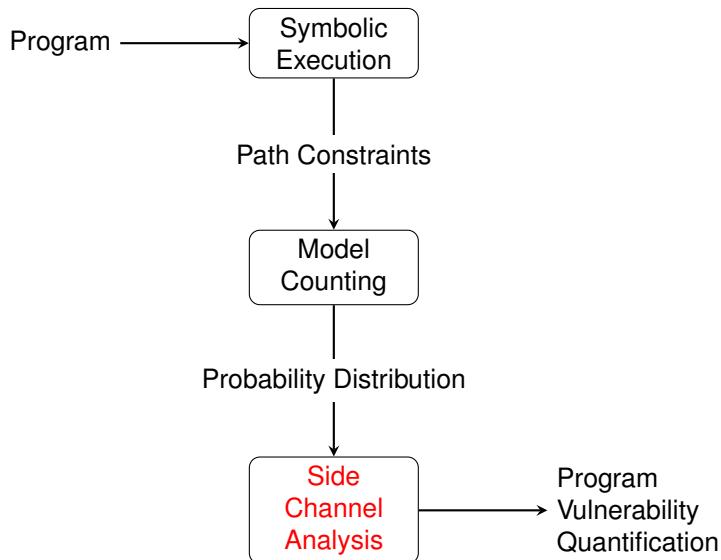 Program
Symbolic
Execution
Path Constraints
Model
Counting
Probability Distribution
Side
Channel
Analysis
Program
Vulnerability
Quantification